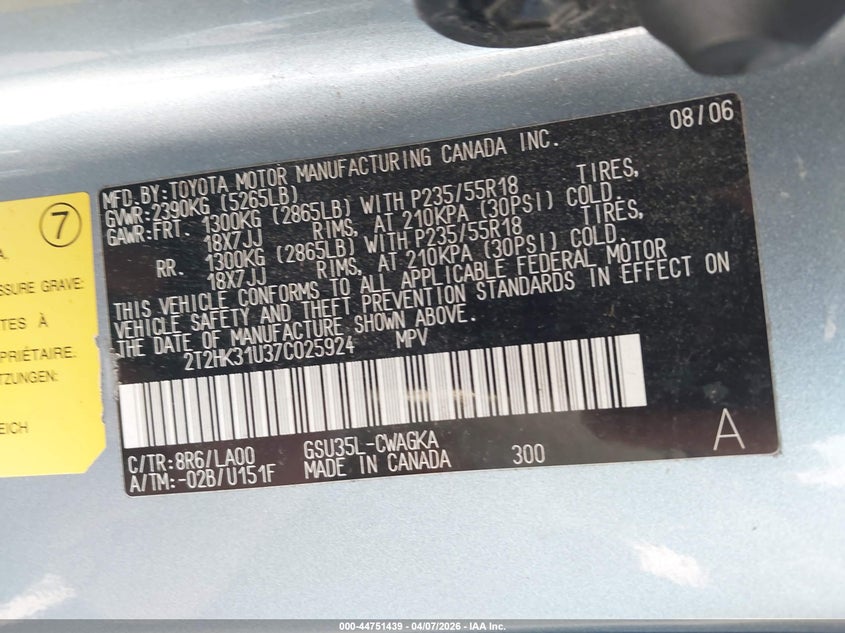 08/06
MFD.BY:TOYOTA MOTOR MANUFACTURING CANADA INC.
GVWR:2390KG (5265LB)
GAWR:FRT. 1300KG (2865LB) WITH P235/55R18 TIRES,
18X7JJ RIMS, AT 210KPA (30PSI) COLD.
RR. 1300KG (2865LB) WITH P235/55R18 TIRES,
18X7JJ RIMS, AT 210KPA (30PSI) COLD.
THIS VEHICLE CONFORMS TO ALL APPLICABLE FEDERAL MOTOR
VEHICLE SAFETY AND THEFT PREVENTION STANDARDS IN EFFECT ON
THE DATE OF MANUFACTURE SHOWN ABOVE.
2T2HK31U37C025924 MPV
C/TR:8R6/LA00 GSU35L-CWAGKA
A/TM:-02B/U151F MADE IN CANADA 300
A
7
A.
SSURE GRAVE:
TES À
PRIÉTAIRE:
TZUNGEN:
EICH
000-44751439 - 04/07/2026 - IAA Inc.